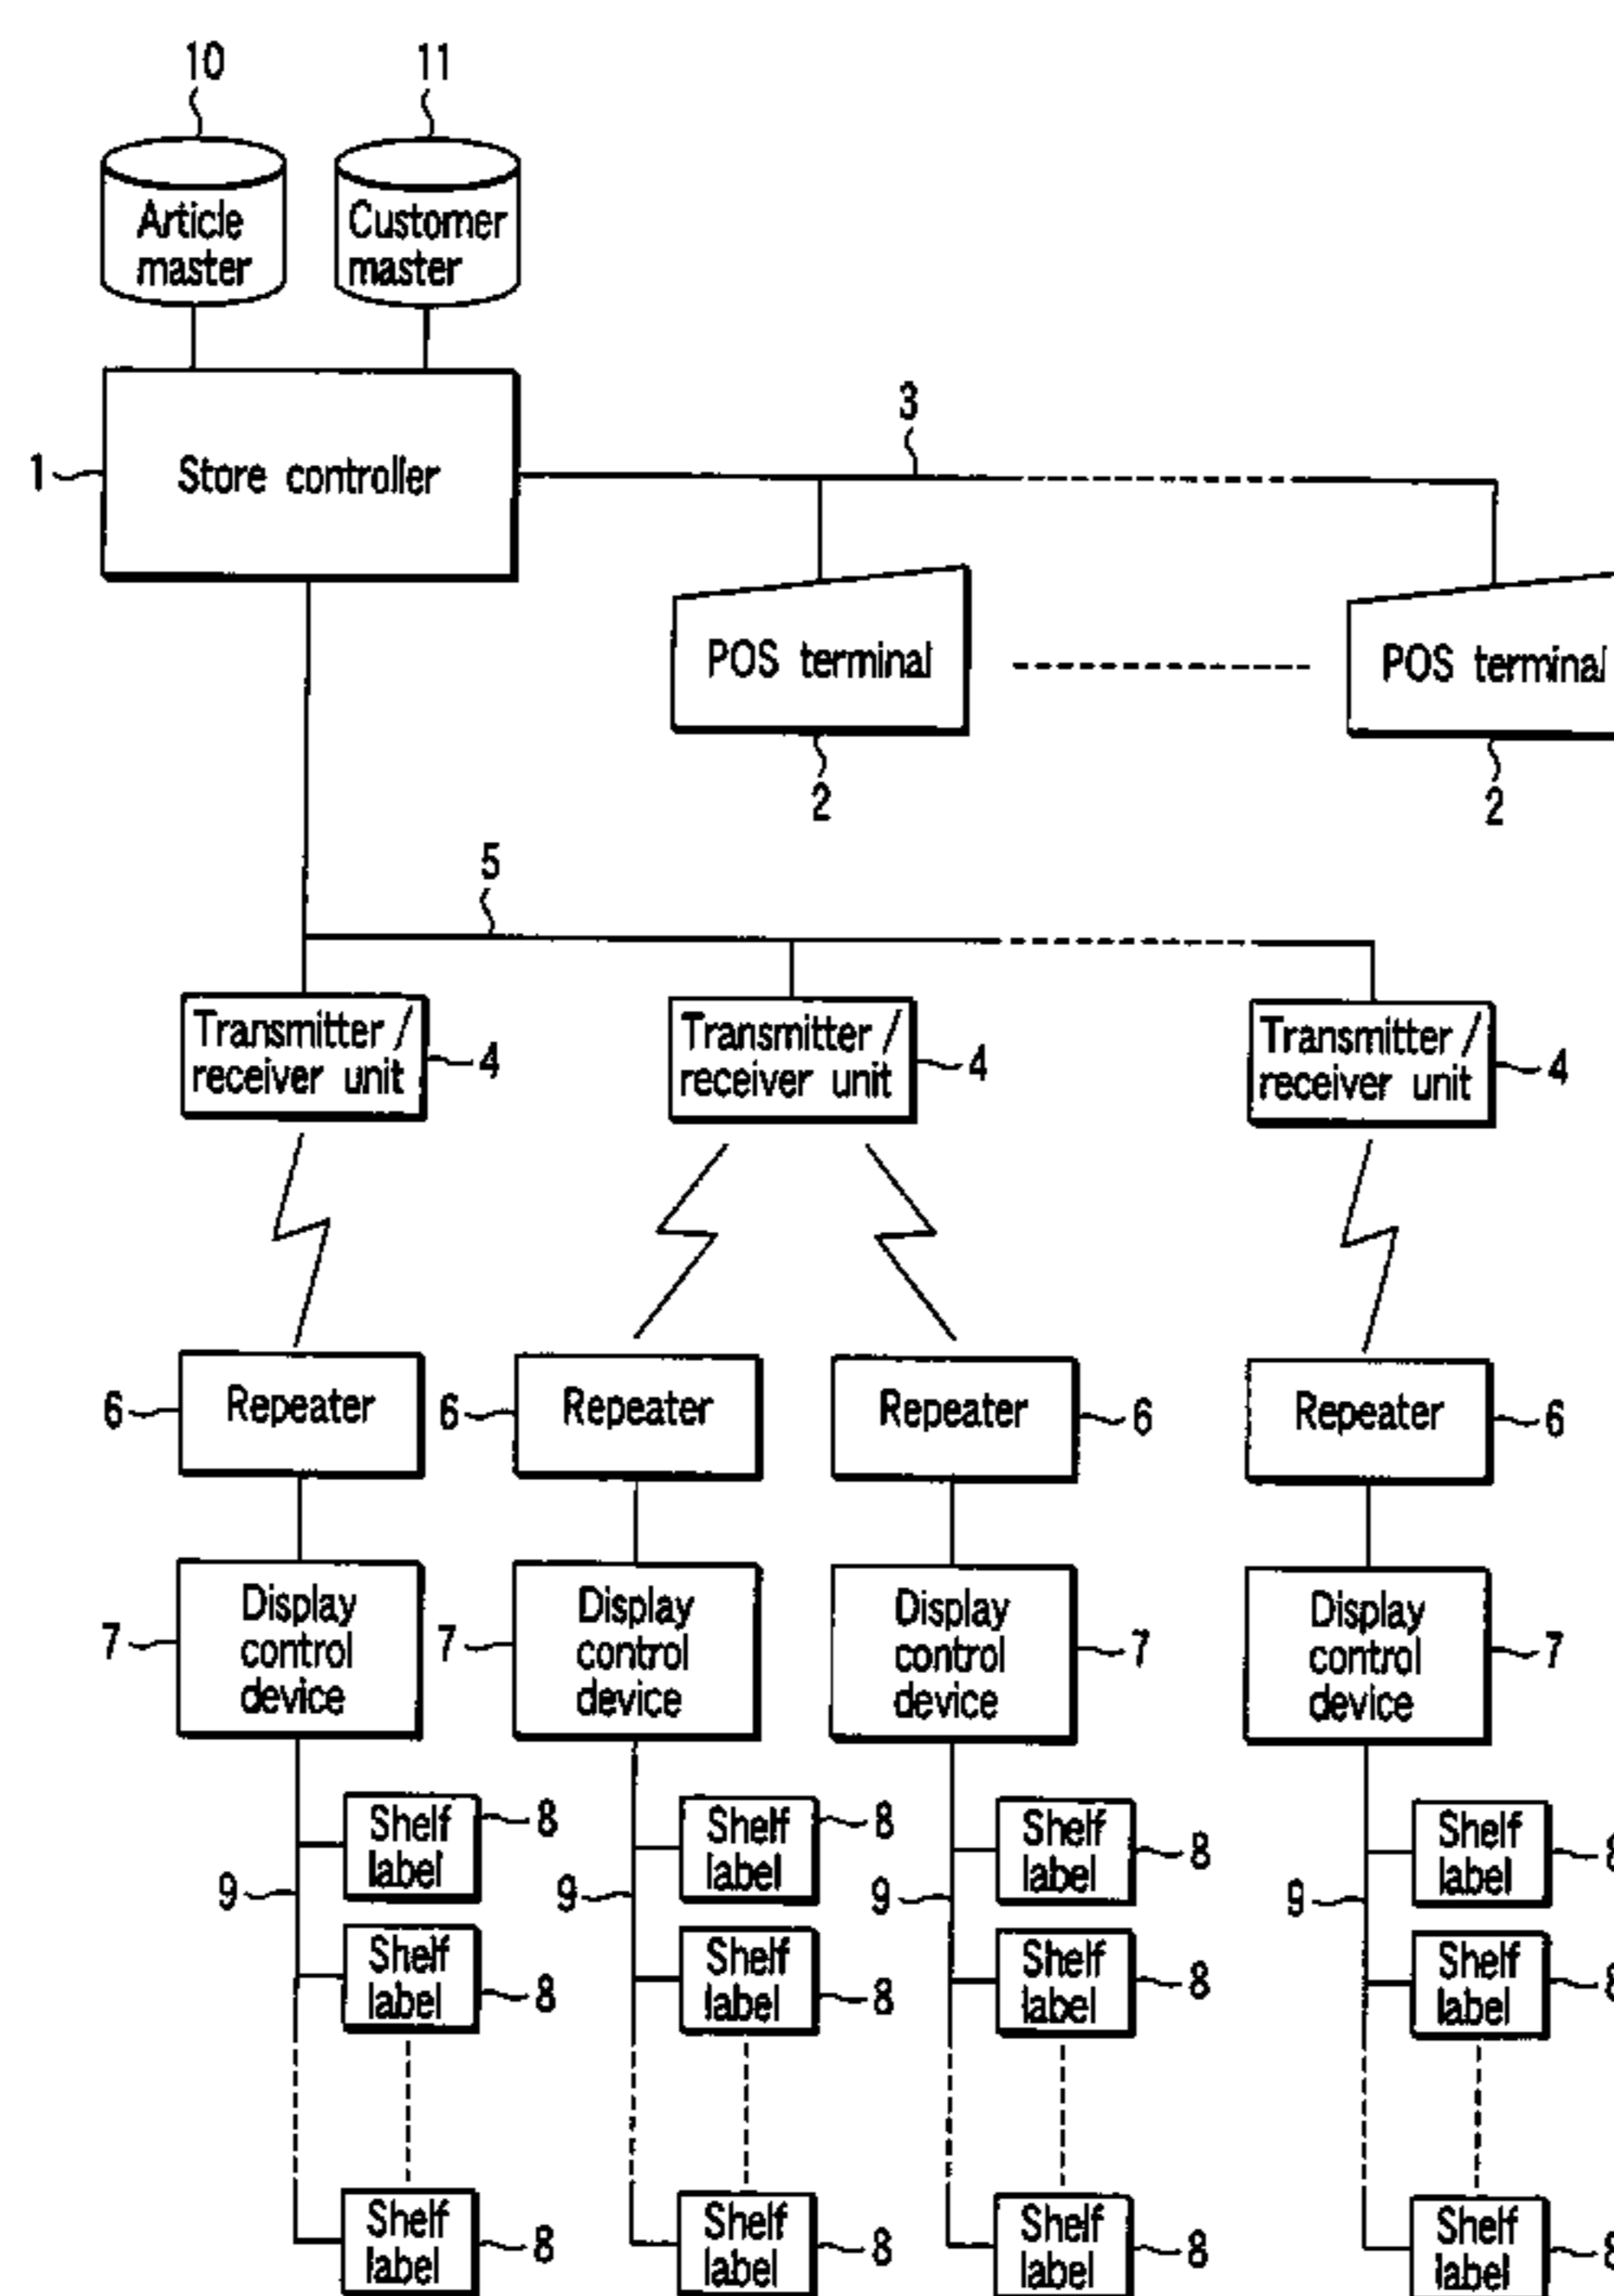 10
11
Article
master
Customer
master
3
1
Store controller
POS terminal
POS terminal
2
2
5
Transmitter/
receiver unit
4
Transmitter/
receiver unit
4
Transmitter/
receiver unit
4
6
Repeater
6
Repeater
Repeater
6
Repeater
6
7
Display
control
device
7
Display
control
device
Display
control
device
7
Display
control
device
7
Shelf
label
8
Shelf
label
8
Shelf
label
8
Shelf
label
8
9
9
9
9
Shelf
label
8
Shelf
label
8
Shelf
label
8
Shelf
label
8
Shelf
label
8
Shelf
label
8
Shelf
label
8
Shelf
label
8